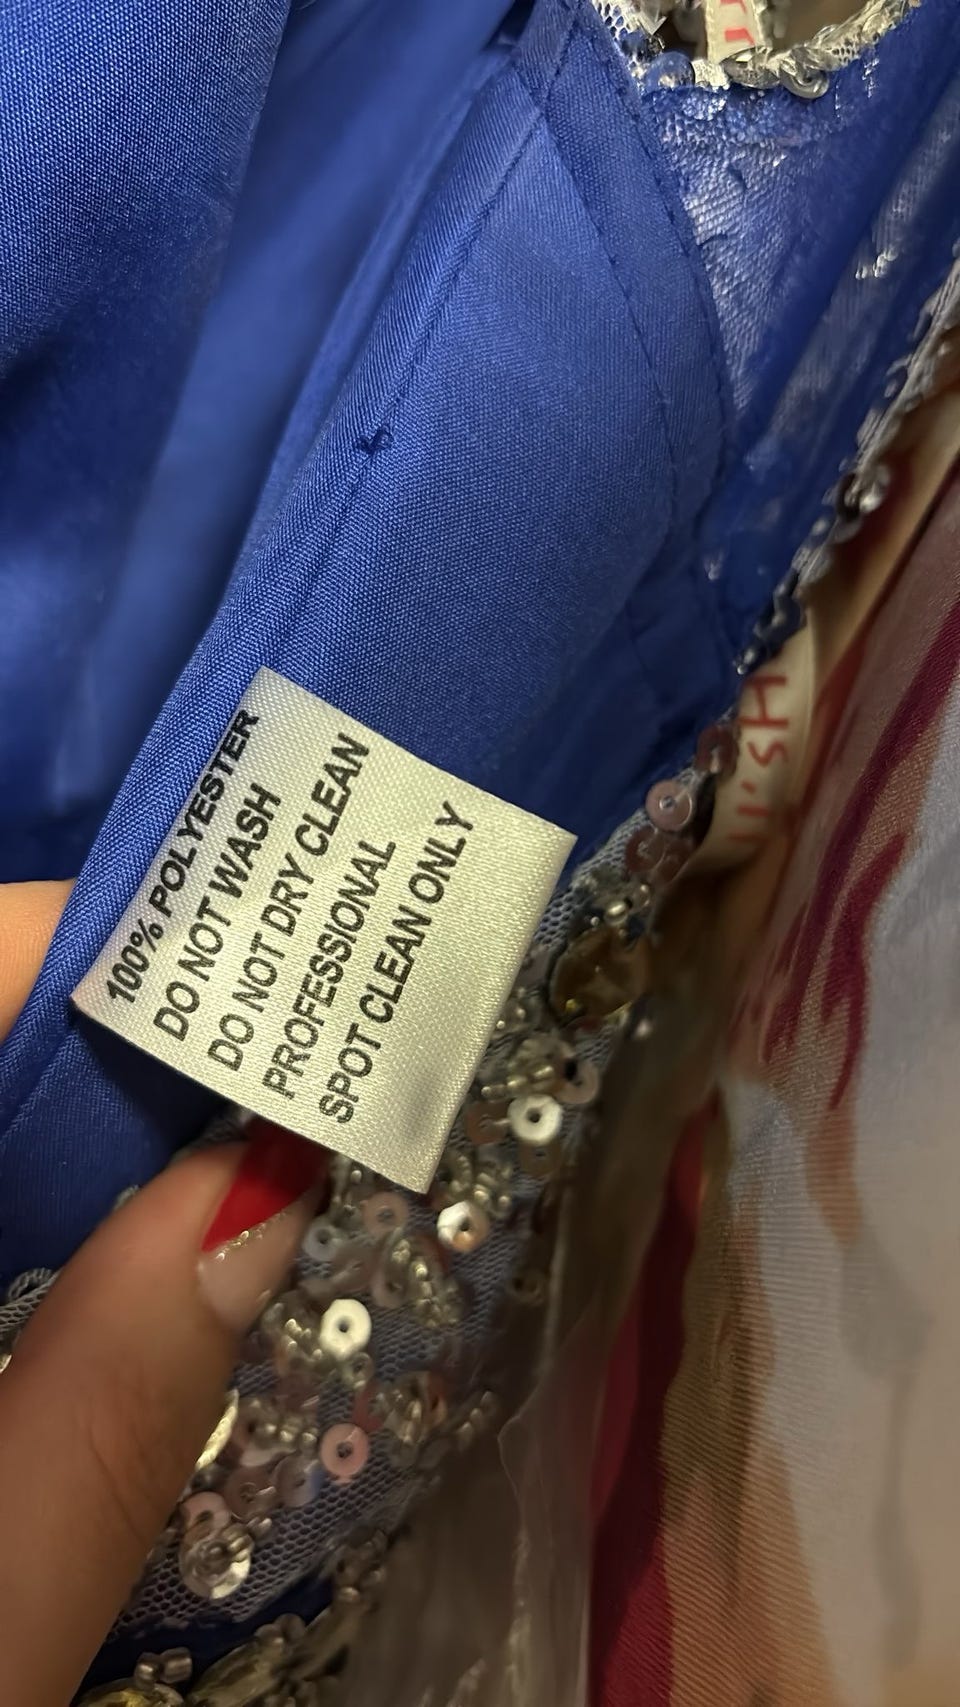 100% POLYESTER
DO NOT WASH
DO NOT DRY CLEAN
PROFESSIONAL
SPOT CLEAN ONLY